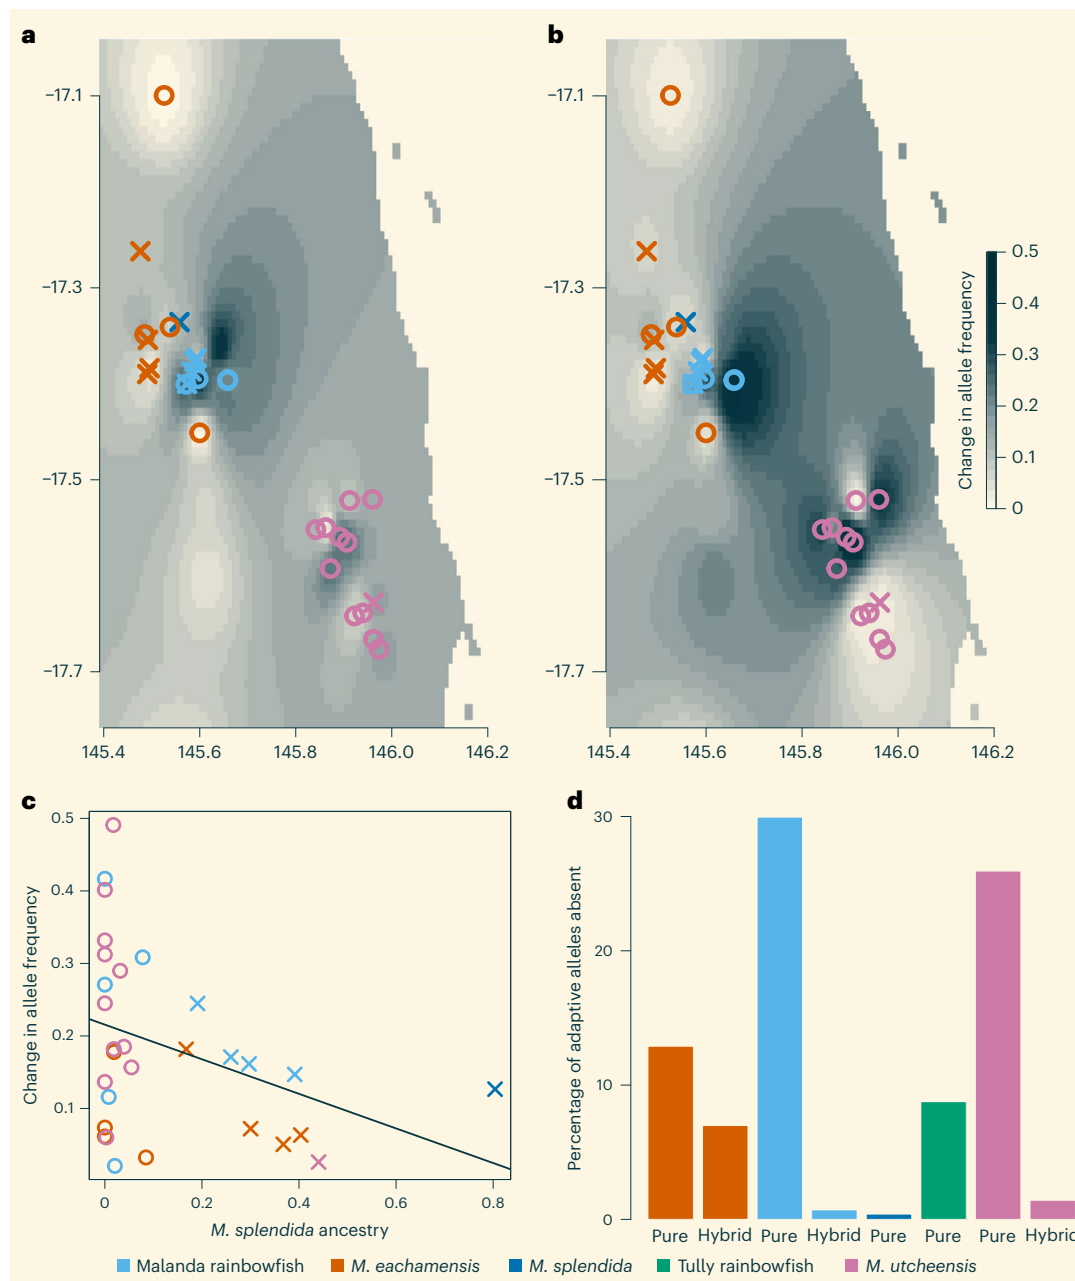 a
b
−17.1
−17.3
−17.5
−17.7
145.4 145.6 145.8 146.0 146.2
−17.1
−17.3
−17.5
−17.7
145.4 145.6 145.8 146.0 146.2
Change in allele frequency
0.5
0.4
0.3
0.2
0.1
0
c
Change in allele frequency
0.5
0.4
0.3
0.2
0.1
0 0.2 0.4 0.6 0.8
M. splendida ancestry
d
Percentage of adaptive alleles absent
30
20
10
0
Pure Hybrid Pure Hybrid Pure Pure Pure Hybrid
Malanda rainbowfish M. eachamensis M. splendida Tully rainbowfish M. utcheensis